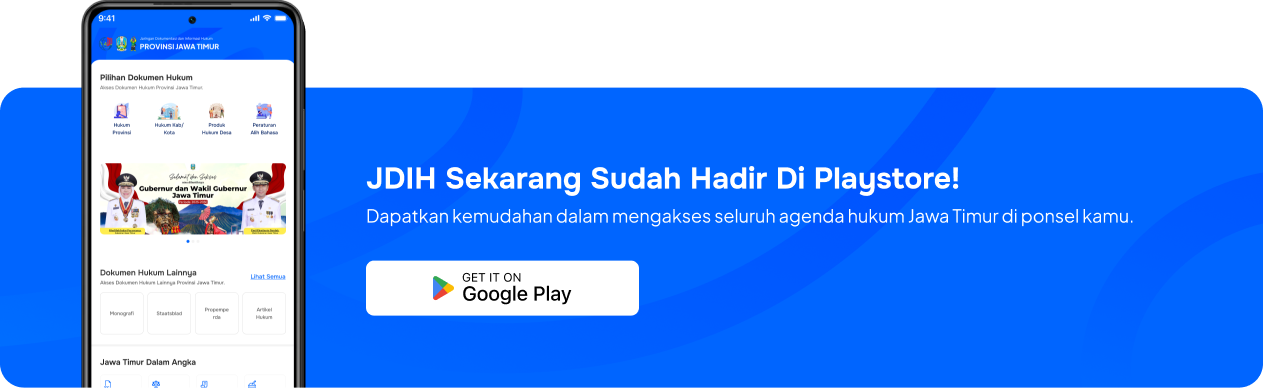 9:41
Jaringan Dokumentasi dan Informasi Hukum
PROVINSI JAWA TIMUR
Pilihan Dokumen Hukum
Akses Dokumen Hukum Provinsi Jawa Timur.
Hukum
Provinsi
Hukum Kab/
Kota
Produk
Hukum Desa
Peraturan
Alih Bahasa
Selamat dan Sukses
Gubernur dan Wakil Gubernur
Jawa Timur
Dokumen Hukum Lainnya
Lihat Semua
Akses Dokumen Hukum Lainnya Provinsi Jawa Timur.
Monografi
Staatsblad
Propempe
rda
Artikel
Hukum
Jawa Timur Dalam Angka
JDIH Sekarang Sudah Hadir Di Playstore!
Dapatkan kemudahan dalam mengakses seluruh agenda hukum Jawa Timur di ponsel kamu.
GET IT ON
Google Play